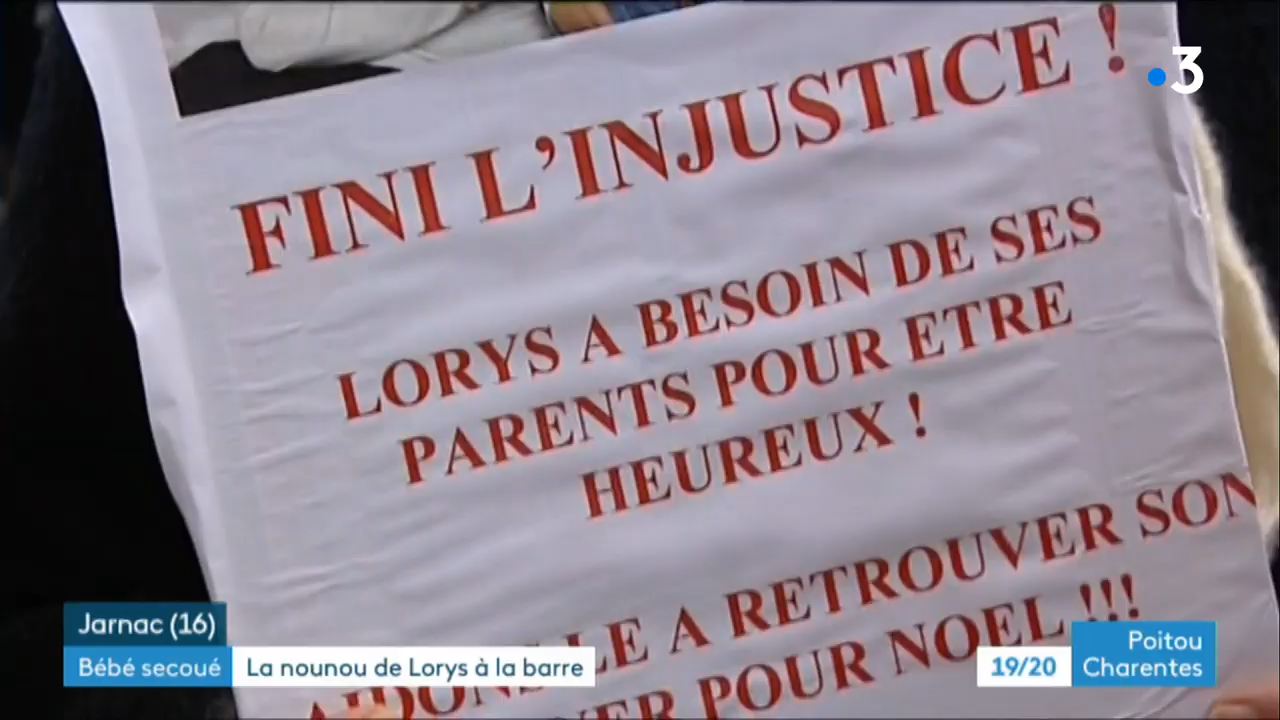 FINI L'INJUSTICE !
3
LORYS A BESOIN DE SES
PARENTS POUR ETRE
HEUREUX !
LE A RETROUVER SON
POUR NOEL !!!
Jarnac (16)
Bébé secoué
La nounou de Lorys à la barre
19/20
Poitou
Charentes